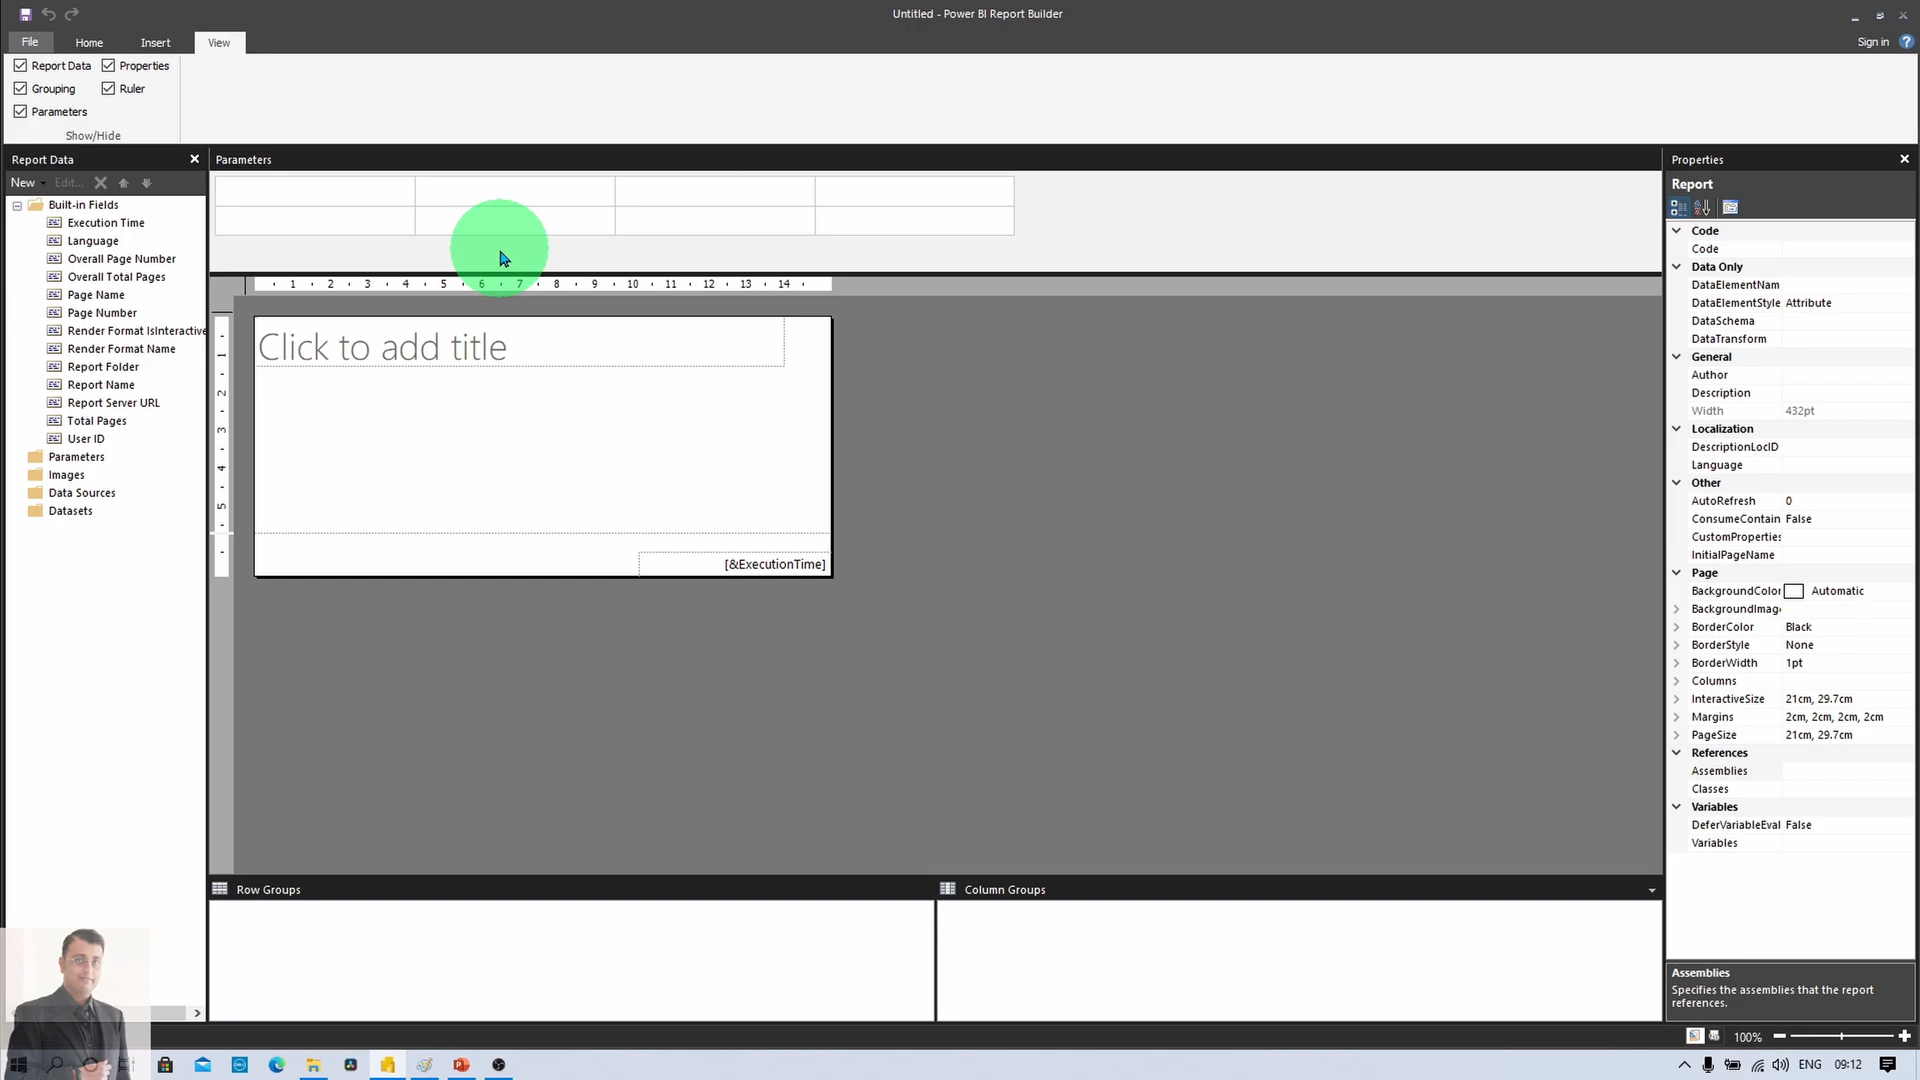 Untitled - Power BI Report Builder
File
Home
Insert
View
Sign in
Report Data
Properties
Grouping
Ruler
Parameters
Show/Hide
Report Data
New
Edit...
Built-in Fields
Execution Time
Language
Overall Page Number
Overall Total Pages
Page Name
Page Number
Render Format IsInteractive
Render Format Name
Report Folder
Report Name
Report Server URL
Total Pages
User ID
Parameters
Images
Data Sources
Datasets
Parameters
1 2 3 4 5 6 7 8 9 10 11 12 13 14
1
2
3
4
5
Click to add title
[&ExecutionTime]
Row Groups
Column Groups
Properties
Report
Code
Code
Data Only
DataElementNam
DataElementStyle Attribute
DataSchema
DataTransform
General
Author
Description
Width 432pt
Localization
DescriptionLocID
Language
Other
AutoRefresh 0
ConsumeContain False
CustomProperties
InitialPageName
Page
BackgroundColor Automatic
BackgroundImage
BorderColor Black
BorderStyle None
BorderWidth 1pt
Columns
InteractiveSize 21cm, 29.7cm
Margins 2cm, 2cm, 2cm, 2cm
PageSize 21cm, 29.7cm
References
Assemblies
Classes
Variables
DeferVariableEval False
Variables
Assemblies
Specifies the assemblies that the report
references.
100%
ENG
09:12